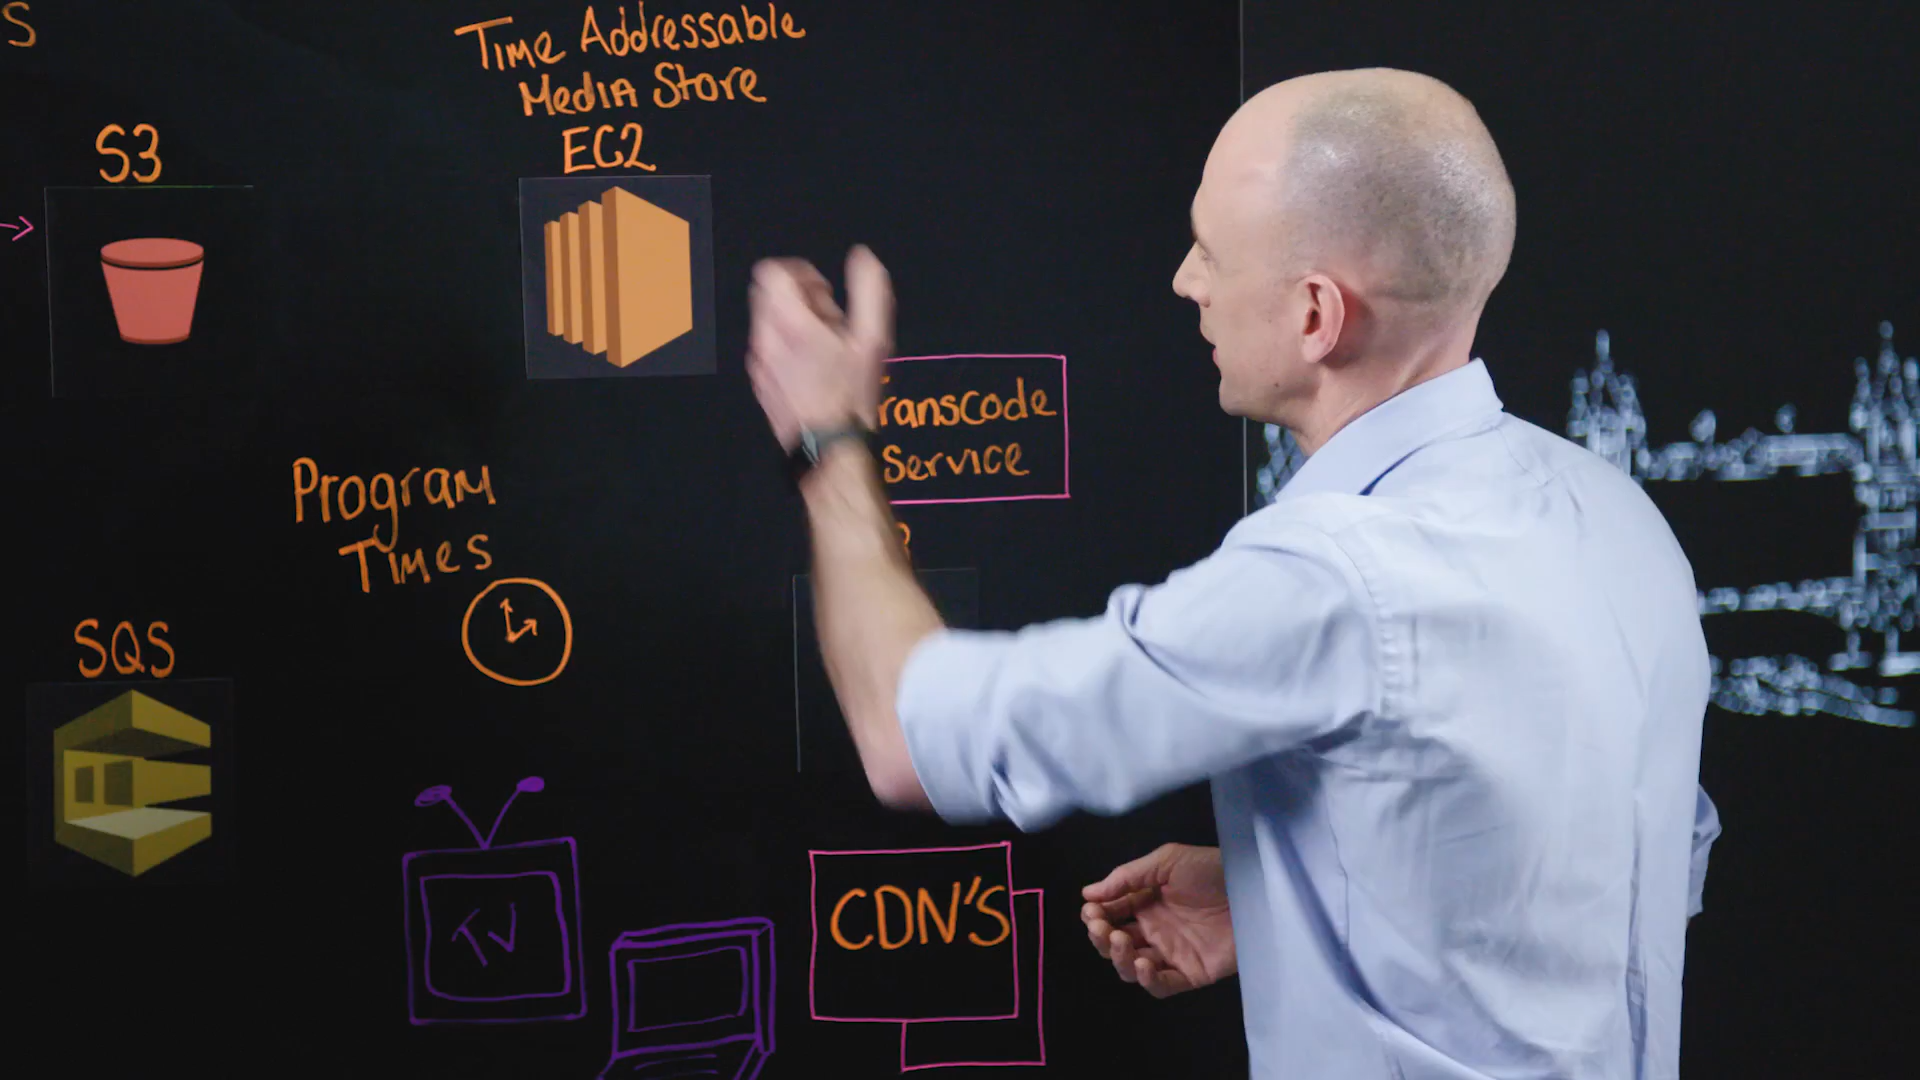 S
Time Addressable
Media Store
S3
EC2
ranscode
Service
Program
Times
SQS
TV
CDN'S